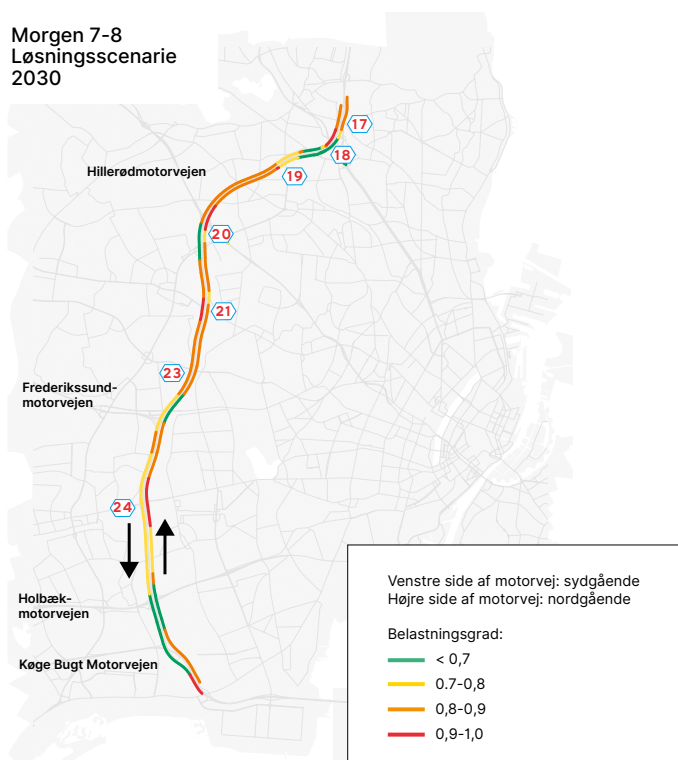 Morgen 7-8
Løsningsscenarie
2030
17
18
Hillerødmotorvejen
19
20
21
23
Frederikssund-
motorvejen
24
Holbæk-
motorvejen
Køge Bugt Motorvejen
Venstre side af motorvej: sydgående
Højre side af motorvej: nordgående
Belastningsgrad:
< 0,7
0.7-0,8
0,8-0,9
0,9-1,0